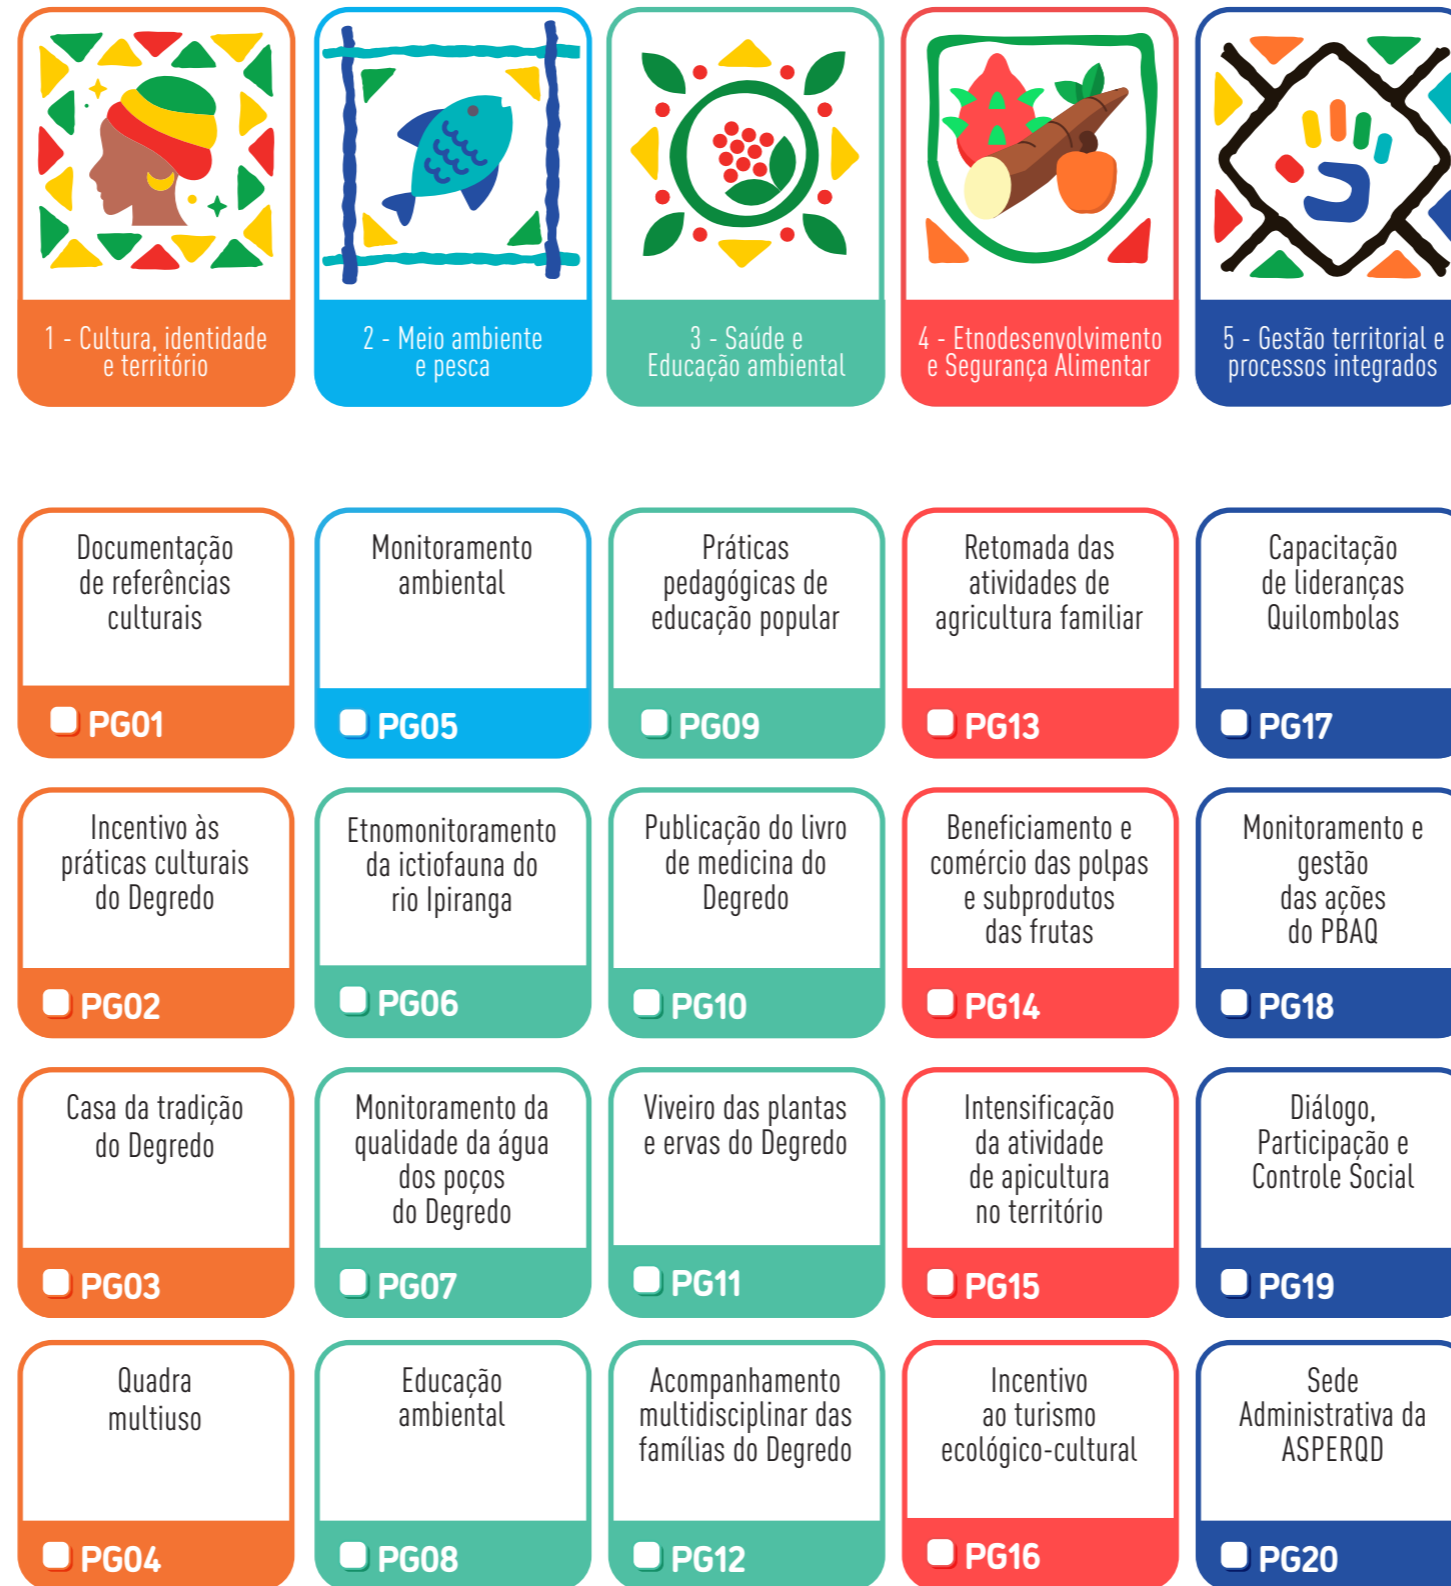 1 - Cultura, identidade
e território
2 - Meio ambiente
e pesca
3 - Saúde e
Educação ambiental
4 - Etnodesenvolvimento
e Segurança Alimentar
5 - Gestão territorial e
processos integrados
Documentação
de referências
culturais
PG01
Monitoramento
ambiental
PG05
Práticas
pedagógicas de
educação popular
PG09
Retomada das
atividades de
agricultura familiar
PG13
Capacitação
de lideranças
Quilombolas
PG17
Incentivo às
práticas culturais
do Degredo
PG02
Etnomonitoramento
da ictiofauna do
rio Ipiranga
PG06
Publicação do livro
de medicina do
Degredo
PG10
Beneficiamento e
comércio das polpas
e subprodutos
das frutas
PG14
Monitoramento e
gestão
das ações
do PBAQ
PG18
Casa da tradição
do Degredo
PG03
Monitoramento da
qualidade da água
dos poços
do Degredo
PG07
Viveiro das plantas
e ervas do Degredo
PG11
Intensificação
da atividade
de apicultura
no território
PG15
Diálogo,
Participação e
Controle Social
PG19
Quadra
multiuso
PG04
Educação
ambiental
PG08
Acompanhamento
multidisciplinar das
famílias do Degredo
PG12
Incentivo
ao turismo
ecológico-cultural
PG16
Sede
Administrativa da
ASPERQD
PG20